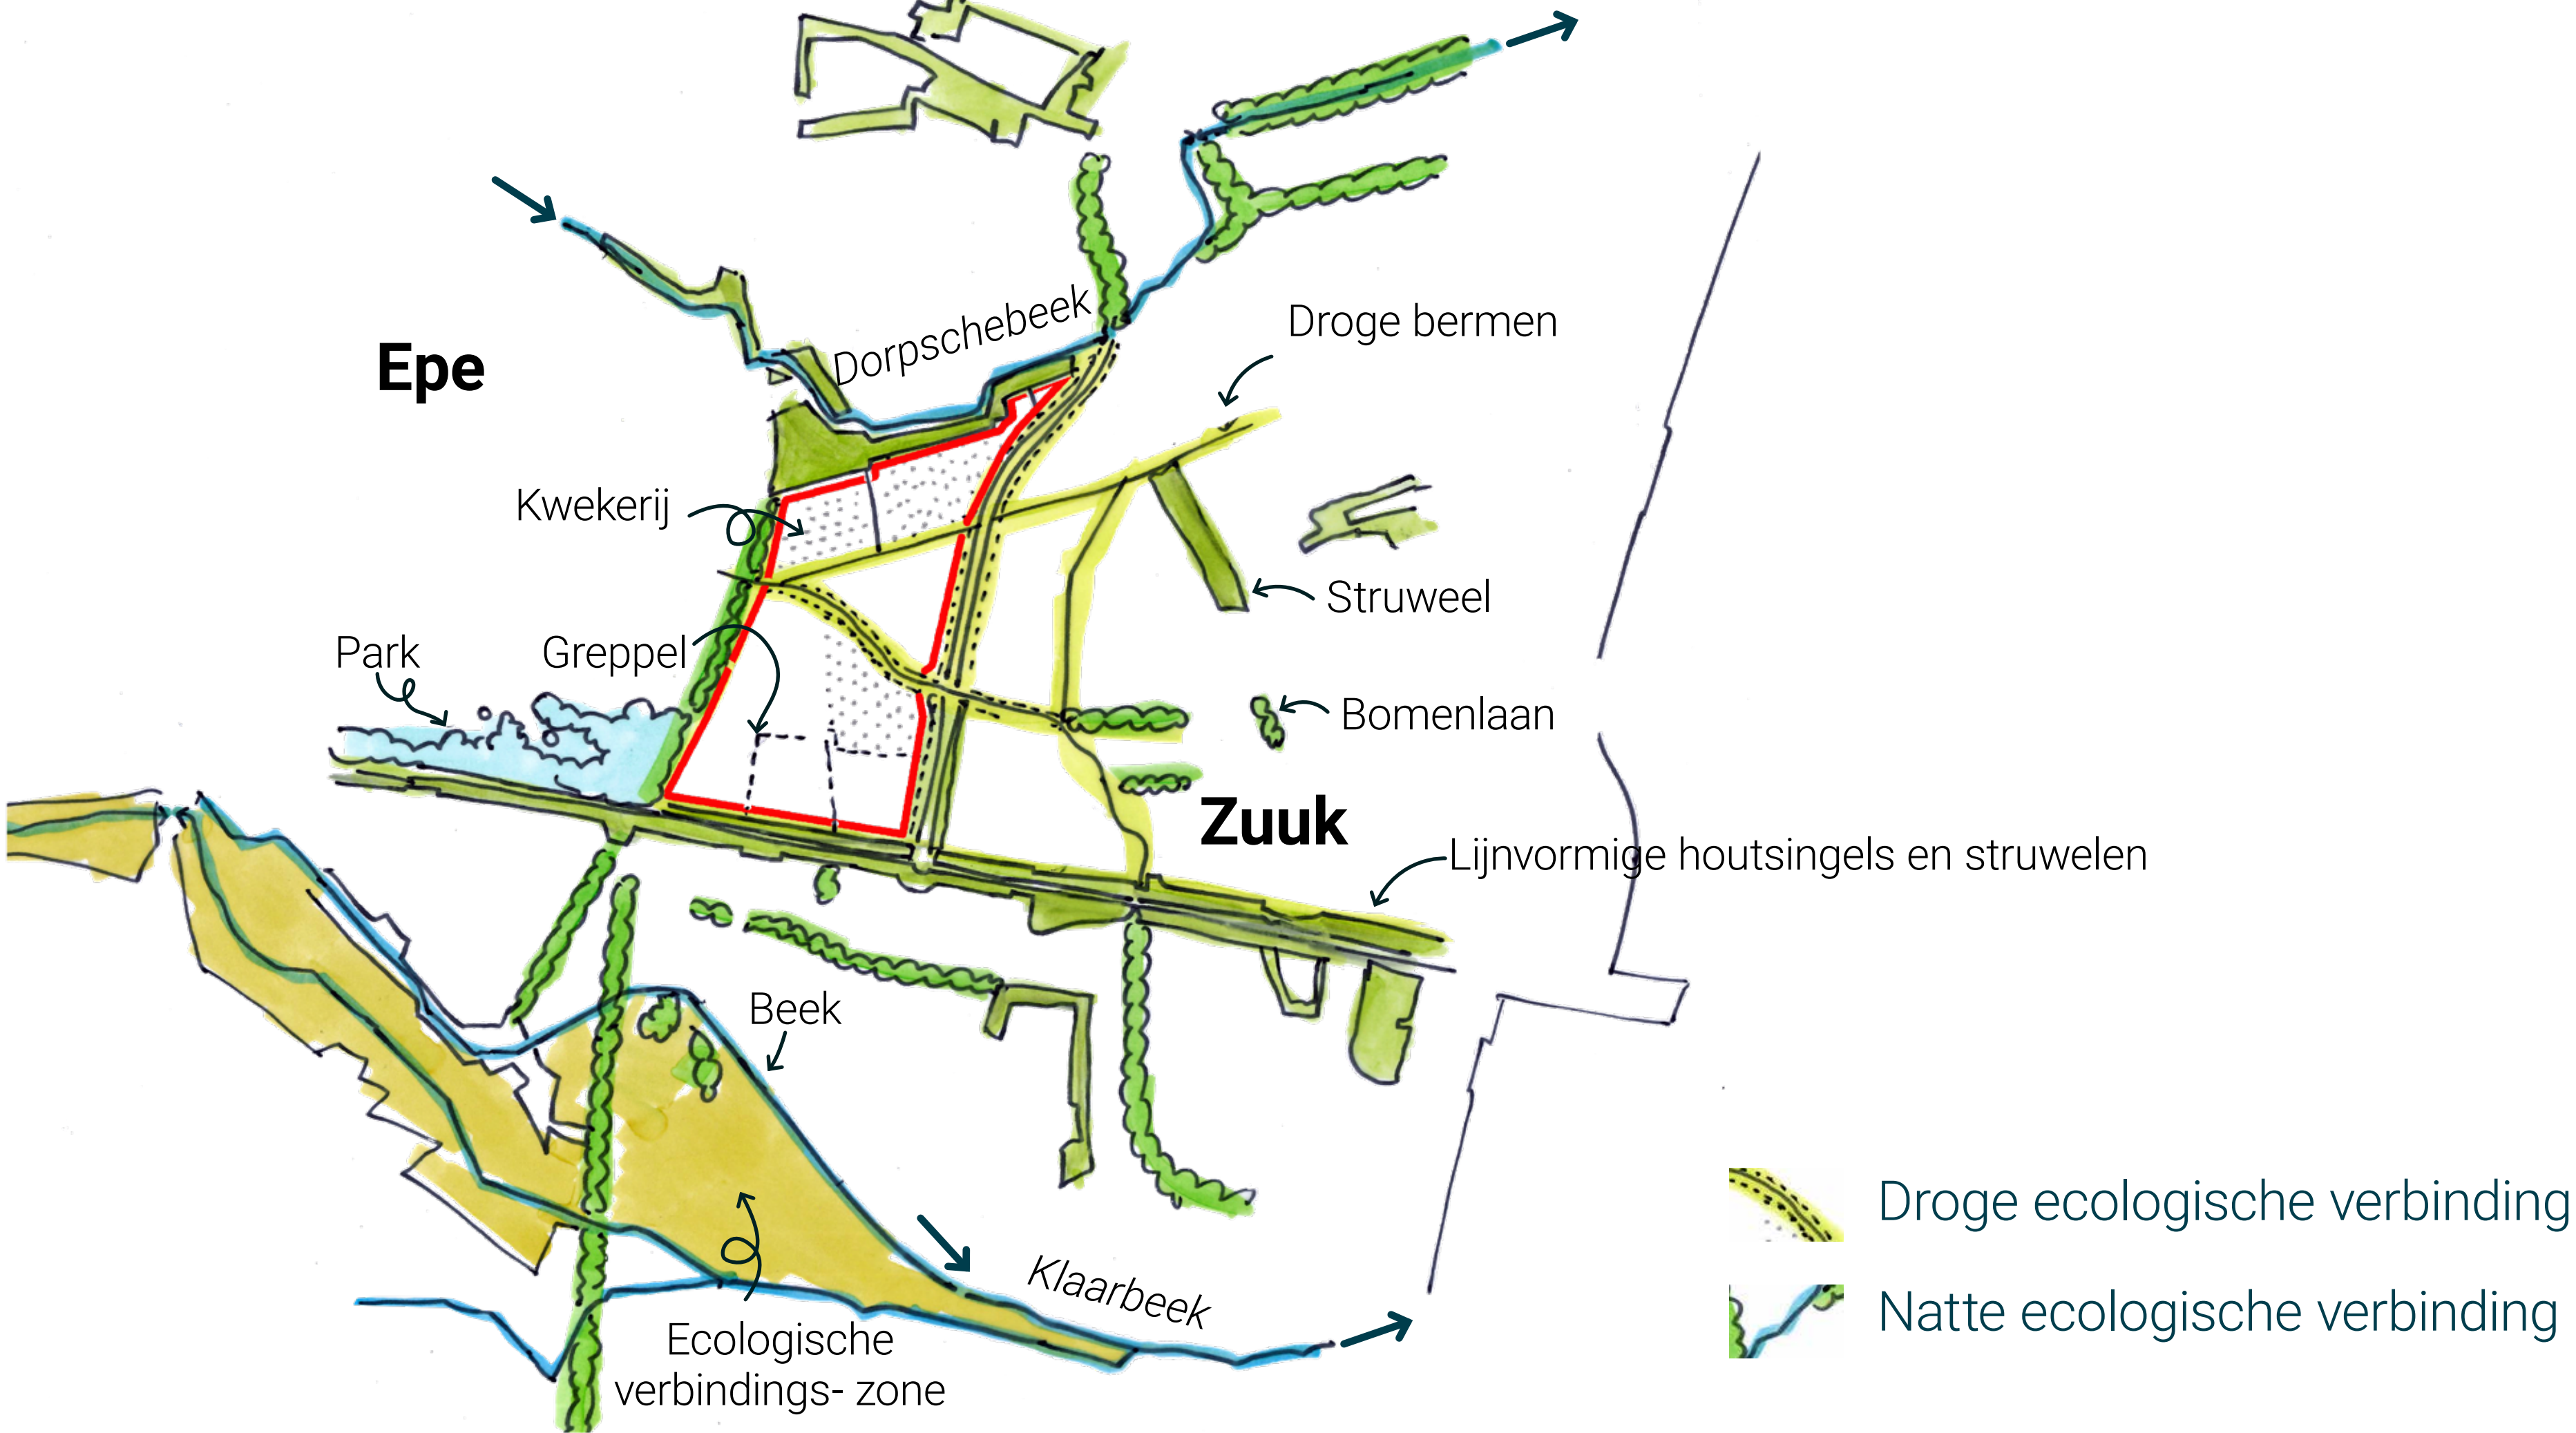 Dorpschebeek
Droge bermen
Epe
Kwekerij
Struweel
Park
Greppel
Bomenlaan
Zuuk
Lijnvormige houtsingels en struwelen
Beek
Droge ecologische verbinding
Klaarbeek
Natte ecologische verbinding
Ecologische
verbindings- zone